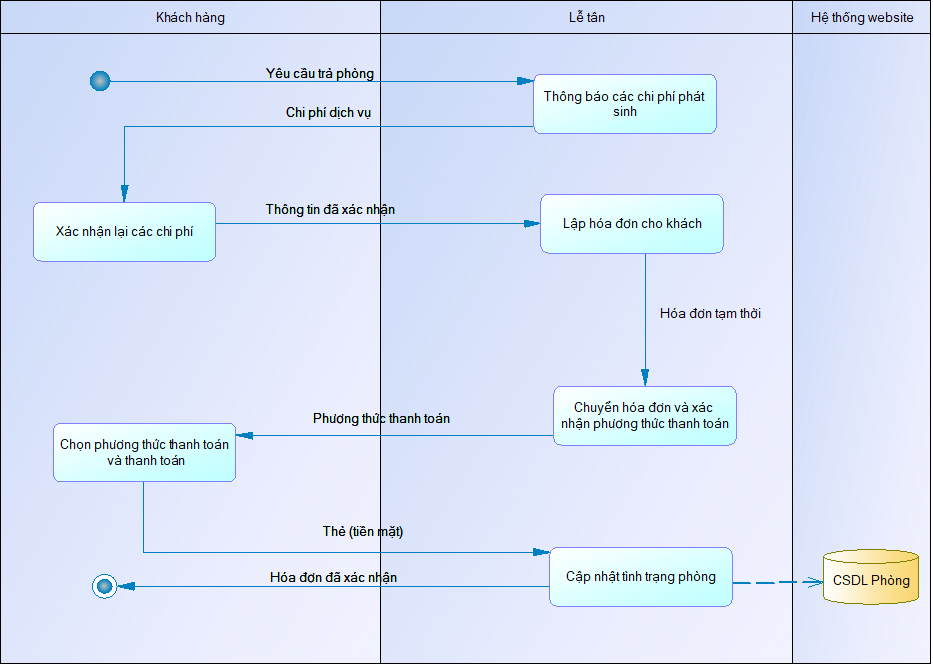 Khách hàng
Lễ tân
Hệ thống website
Yêu cầu trả phòng
Thông báo các chi phí phát
sinh
Chi phí dịch vụ
Xác nhận lại các chi phí
Thông tin đã xác nhận
Lập hóa đơn cho khách
Hóa đơn tạm thời
Chuyển hóa đơn và xác
nhận phương thức thanh toán
Phương thức thanh toán
Chọn phương thức thanh toán
và thanh toán
Thẻ (tiền mặt)
Cập nhật tình trạng phòng
CSDL Phòng
Hóa đơn đã xác nhận